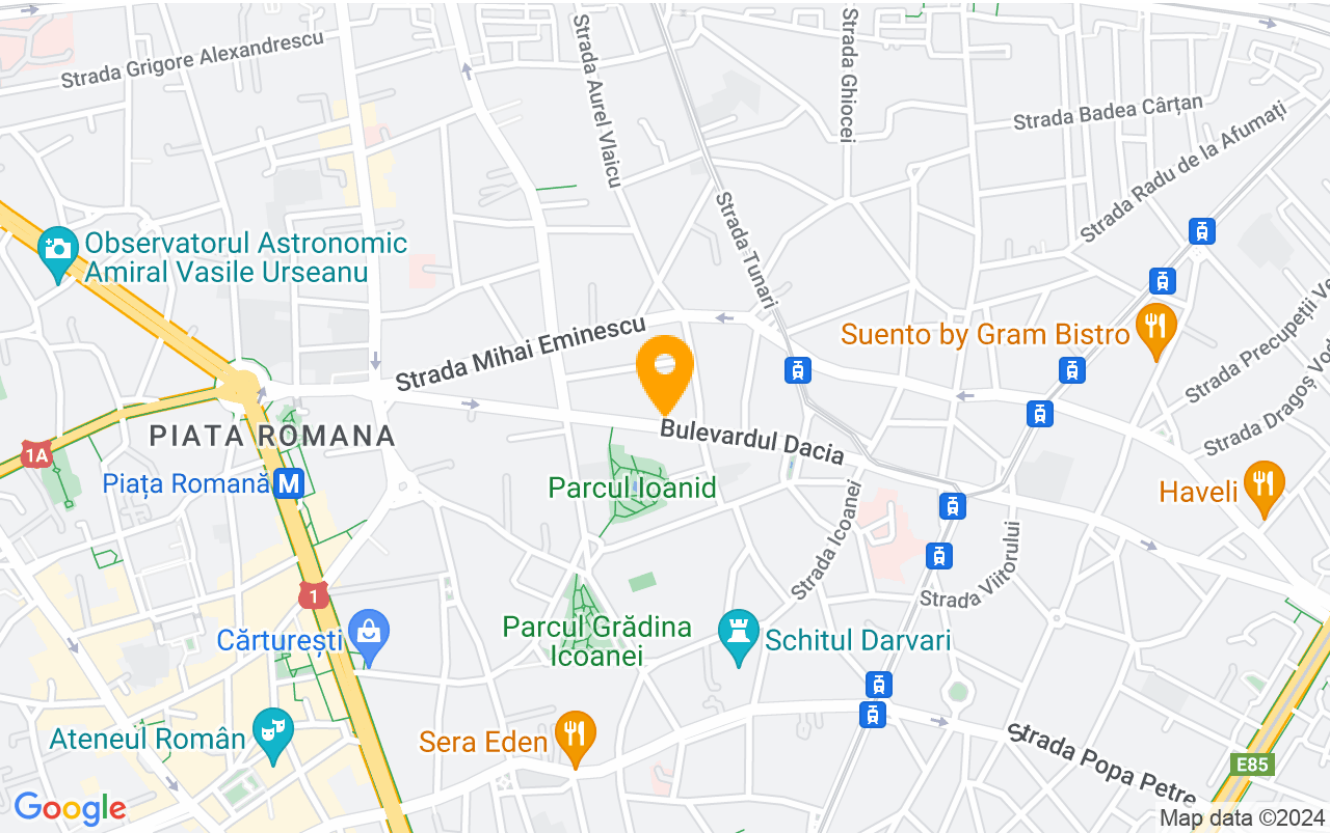 Strada Grigore Alexandrescu
Strada Aurel Vlaicu
Strada Ghiocei
Strada Badea Cârțan
Strada Radu de la Afumați
Observatorul Astronomic
Amiral Vasile Urseanu
Strada Tunari
Strada Mihai Eminescu
Suento by Gram Bistro
Strada Precupeții Ve
Strada Dragoș Vod
1A
PIATA ROMANA
Bulevardul Dacia
Piața Romană M
Parcul Ioanid
Haveli
Strada Icoanei
Strada Viitorului
1
Cărturești
Parcul Grădina
Icoanei
Schitul Darvari
Ateneul Român
Sera Eden
Strada Popa Petre
E85
Google
Map data ©2024